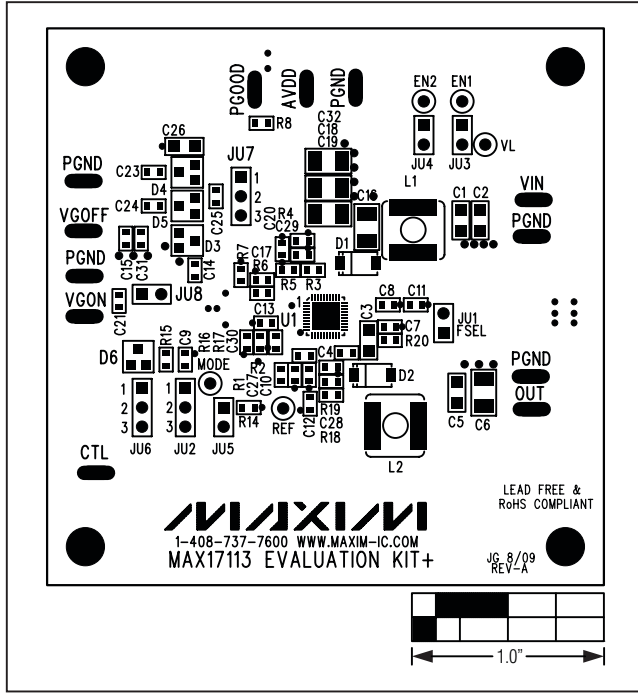 PGOOD
AVDD
PGND
EN2 EN1
C32
C18
C19
R8
C26
JU7
JU4 JU3 VL
PGND
C23
D4
1
2
3
C16
L1
C1 C2
VIN
C24
D5
C25
R4
C20
C29
D1
PGND
VGOFF
D3
C17
PGND
C15
C31
C14
R7
R6
R5 R3
JU8
C8 C11
VGON
C21
C13
U1
1
C3
C7
R20
JU1
FSEL
D6
R15
C9
R16
R17
C30
R2
C4
MODE
R1
C27
C10
D2
PGND
OUT
1
2
3
1
2
3
R14
REF
C12
R19
C28
R18
C5 C6
JU6 JU2 JU5
L2
CTL
LEAD FREE &
RoHS COMPLIANT
MAXIM
1-408-737-7600 WWW.MAXIM-IC.COM
MAX17113 EVALUATION KIT+
JG 8/09
REV-A
1.0"